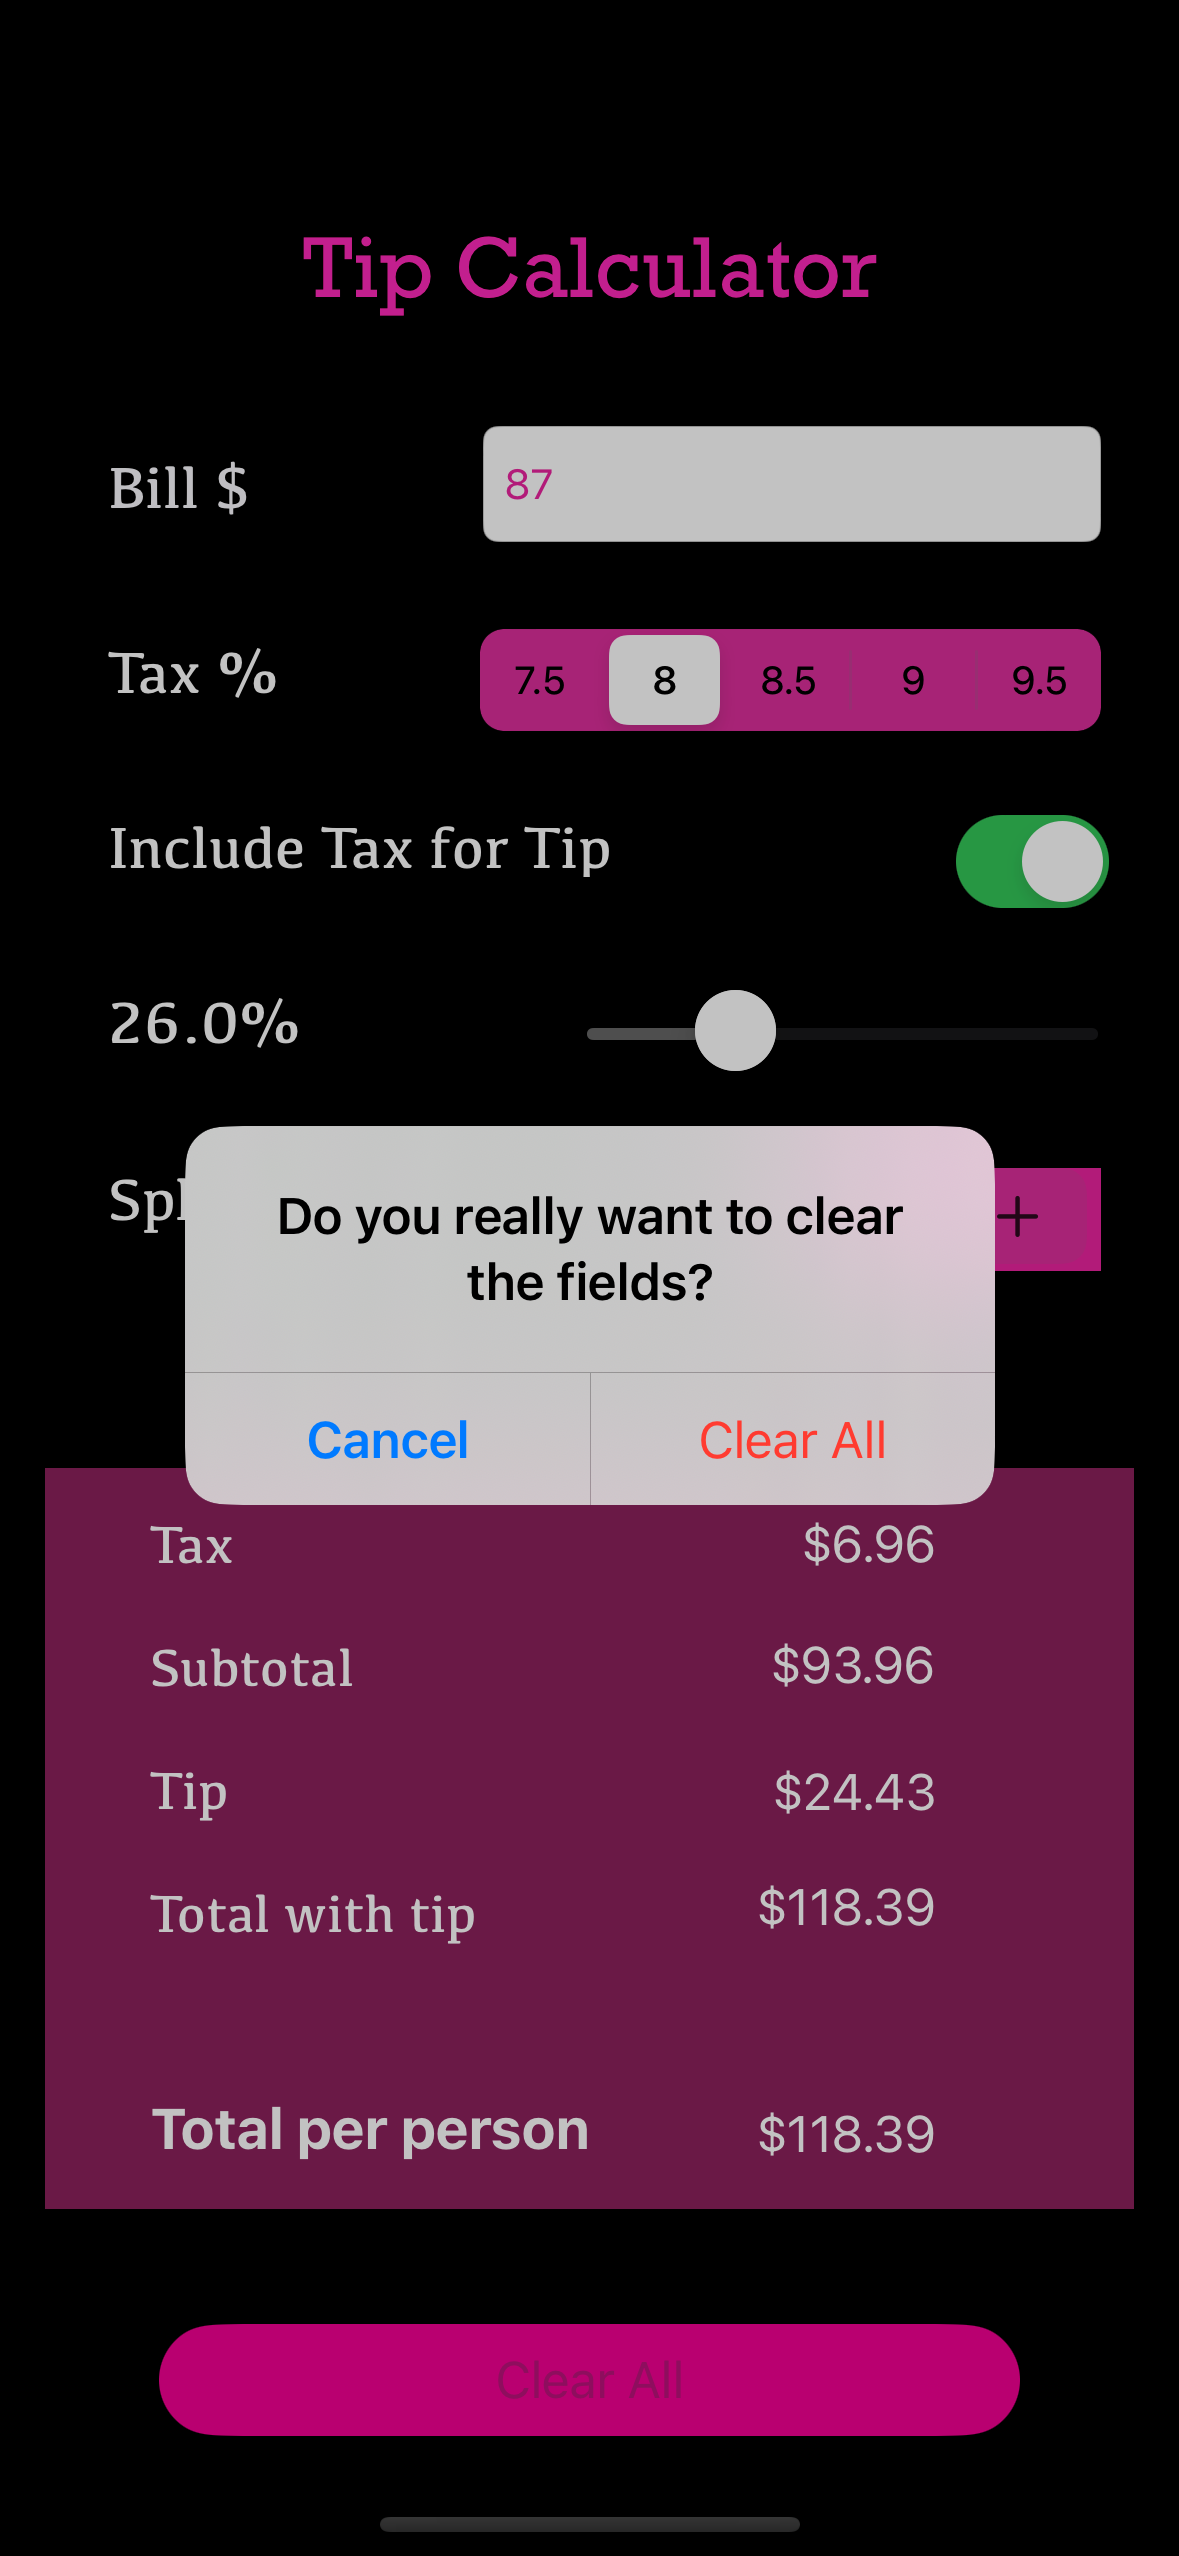 Tip Calculator
Bill $ 87
Tax % 7.5 8 8.5 9 9.5
Include Tax for Tip
26.0%
Do you really want to clear
the fields?
Cancel Clear All
Tax $6.96
Subtotal $93.96
Tip $24.43
Total with tip $118.39
Total per person $118.39
Clear All